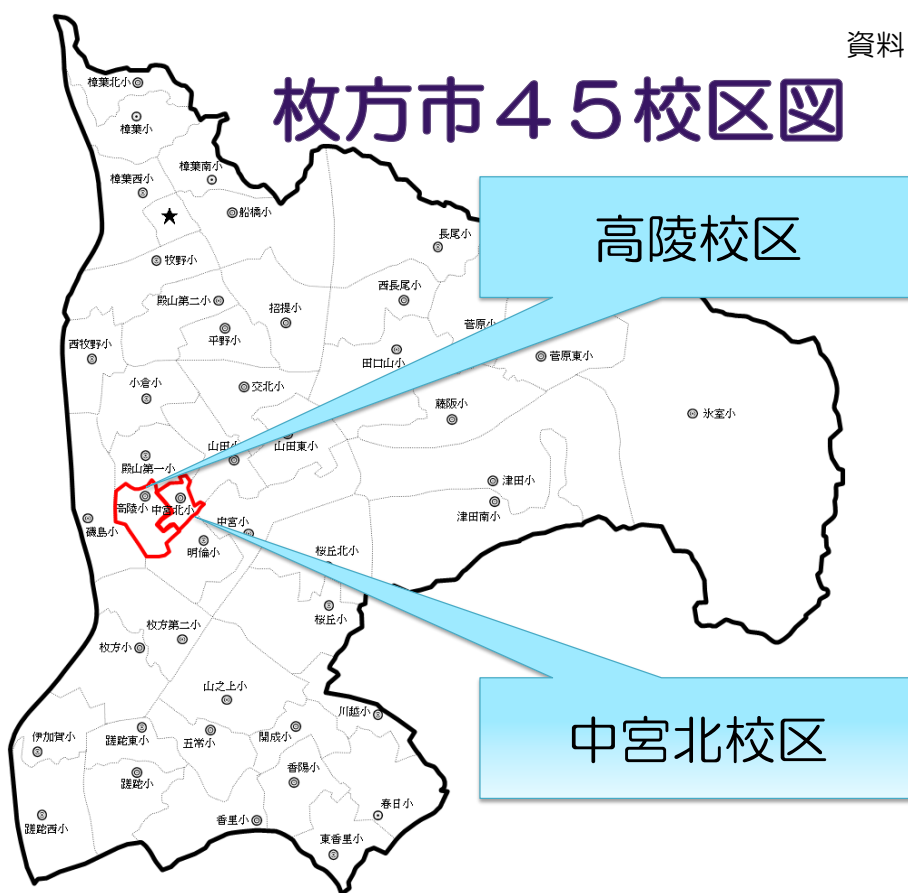 資料
枚方市４５校区図
樟葉北小
樟葉小
樟葉南小
樟葉西小
船橋小
高陵校区
長尾小
牧野小
西長尾小
殿山第二小
招提小
菅原小
平野小
西牧野小
田口山小
菅原東小
小倉小
交北小
藤阪小
氷室小
山田小
山田東小
殿山第一小
津田小
高陵小
中宮北小
津田南小
磯島小
中宮小
明倫小
桜丘北小
桜丘小
枚方第二小
枚方小
山之上小
中宮北校区
川越小
伊加賀小
蹉跎東小
五常小
開成小
香陽小
蹉跎小
春日小
蹉跎西小
香里小
東香里小